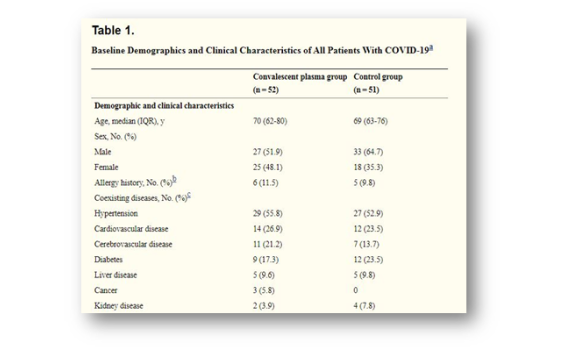 Table 1.
Baseline Demographics and Clinical Characteristics of All Patients With COVID-19a
Convalescent plasma group Control group
(n = 52) (n = 51)
Demographic and clinical characteristics
Age, median (IQR), y 70 (62-80) 69 (63-76)
Sex, No. (%)
Male 27 (51.9) 33 (64.7)
Female 25 (48.1) 18 (35.3)
Allergy history, No. (%)b 6 (11.5) 5 (9.8)
Coexisting diseases, No. (%)c
Hypertension 29 (55.8) 27 (52.9)
Cardiovascular disease 14 (26.9) 12 (23.5)
Cerebrovascular disease 11 (21.2) 7 (13.7)
Diabetes 9 (17.3) 12 (23.5)
Liver disease 5 (9.6) 5 (9.8)
Cancer 3 (5.8) 0
Kidney disease 2 (3.9) 4 (7.8)